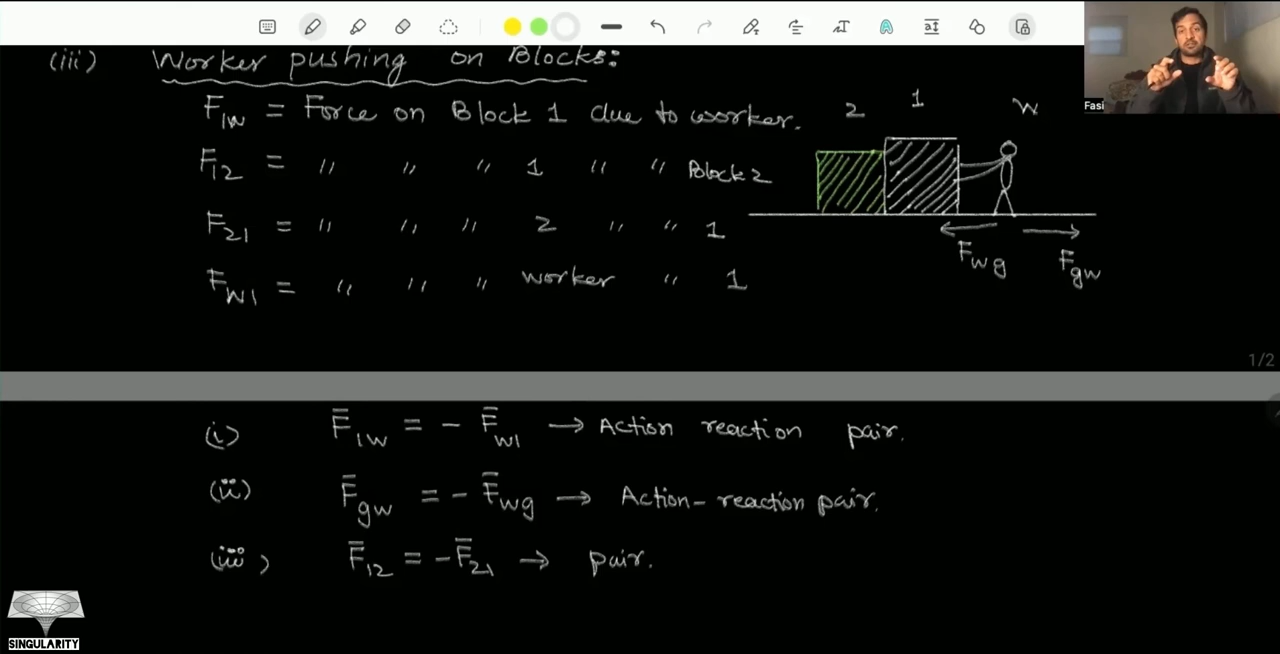 Fasi
(iii) Worker pushing on Blocks:
F1W = Force on Block 1 due to worker.
F12 = " " " 1 " " Block 2
F21 = " " " 2 " " 1
FW1 = " " " worker " 1
2 1 W
Fwg Fgw
1/2
(i) F̄1W = - F̄W1 → Action reaction pair.
(ii) F̄gw = - F̄wg → Action-reaction pair.
(iii) F̄12 = - F̄21 → pair.
SINGULARITY